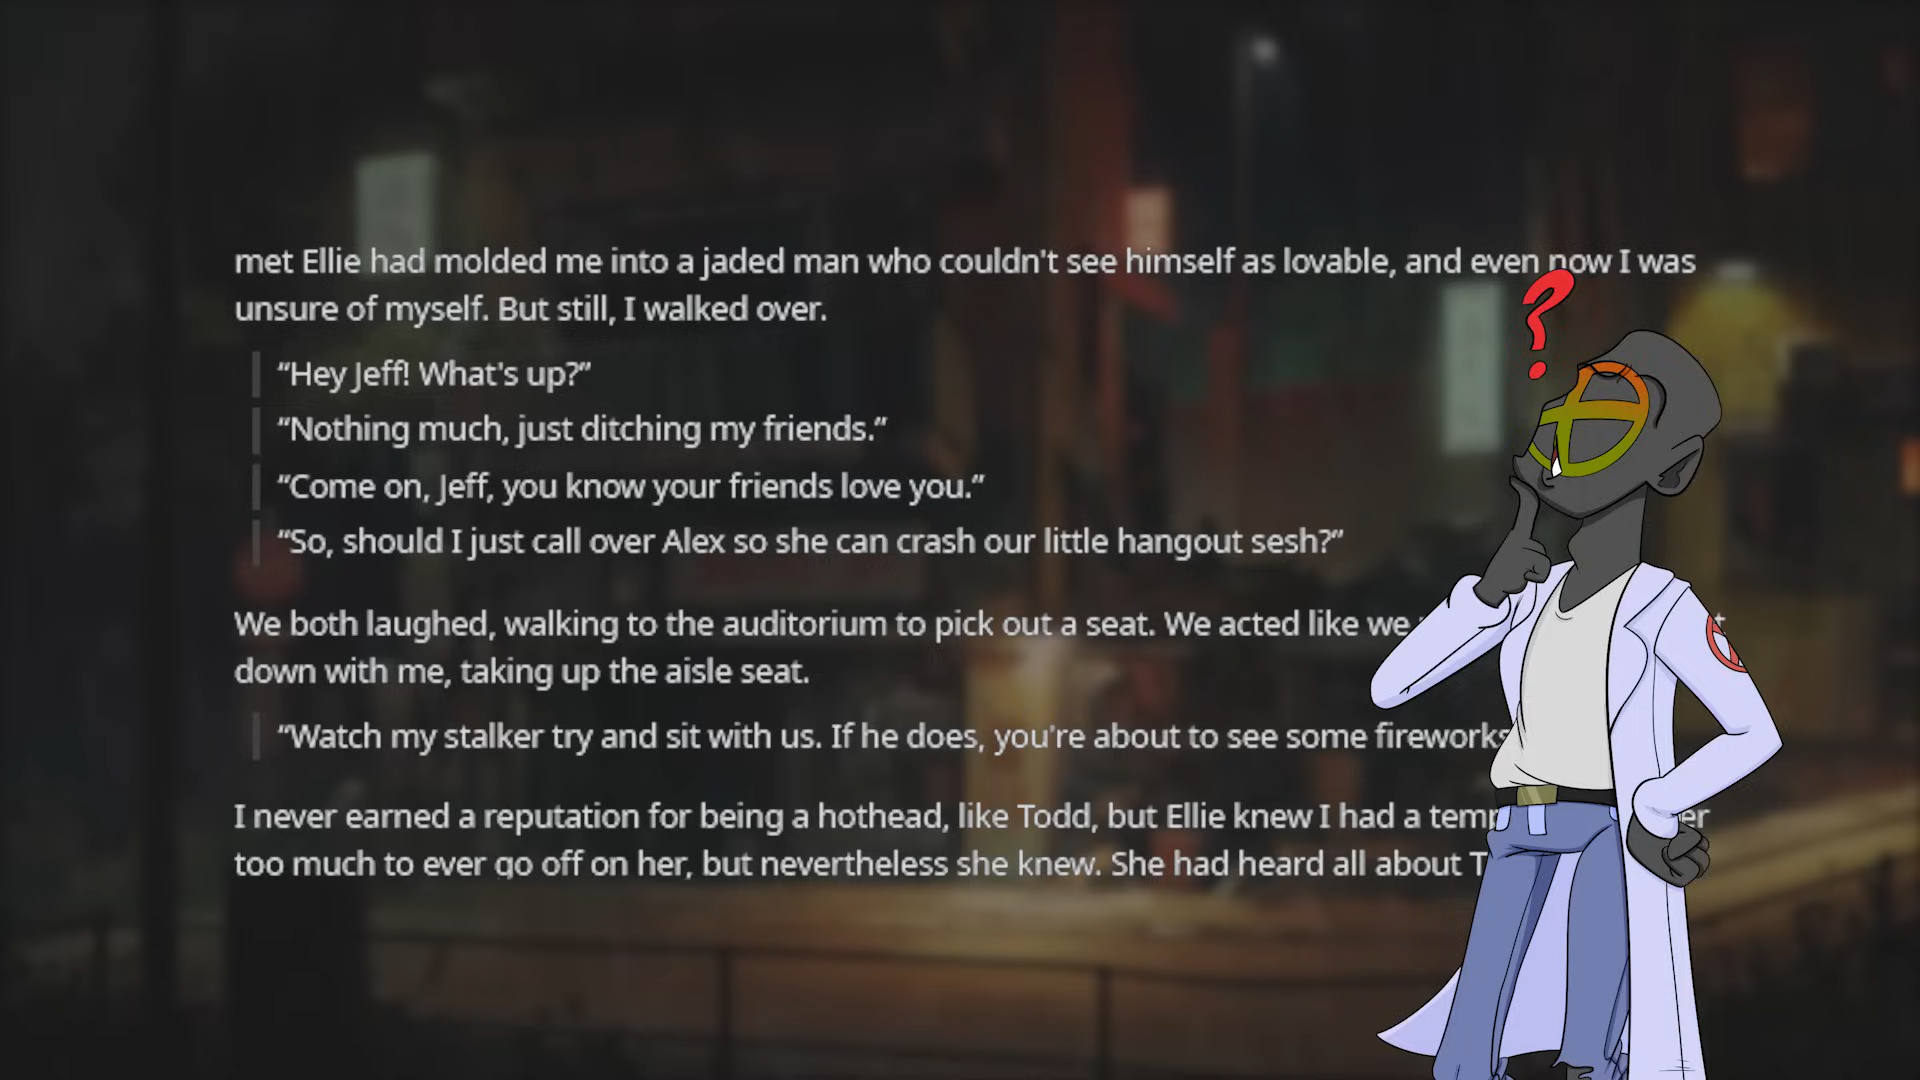 met Ellie had molded me into a jaded man who couldn't see himself as lovable, and even now I was
unsure of myself. But still, I walked over.
“Hey Jeff! What's up?”
“Nothing much, just ditching my friends.”
“Come on, Jeff, you know your friends love you.”
“So, should I just call over Alex so she can crash our little hangout sesh?”
We both laughed, walking to the auditorium to pick out a seat. We acted like we
down with me, taking up the aisle seat.
“Watch my stalker try and sit with us. If he does, you're about to see some fireworks
I never earned a reputation for being a hothead, like Todd, but Ellie knew I had a
too much to ever go off on her, but nevertheless she knew. She had heard all about
?